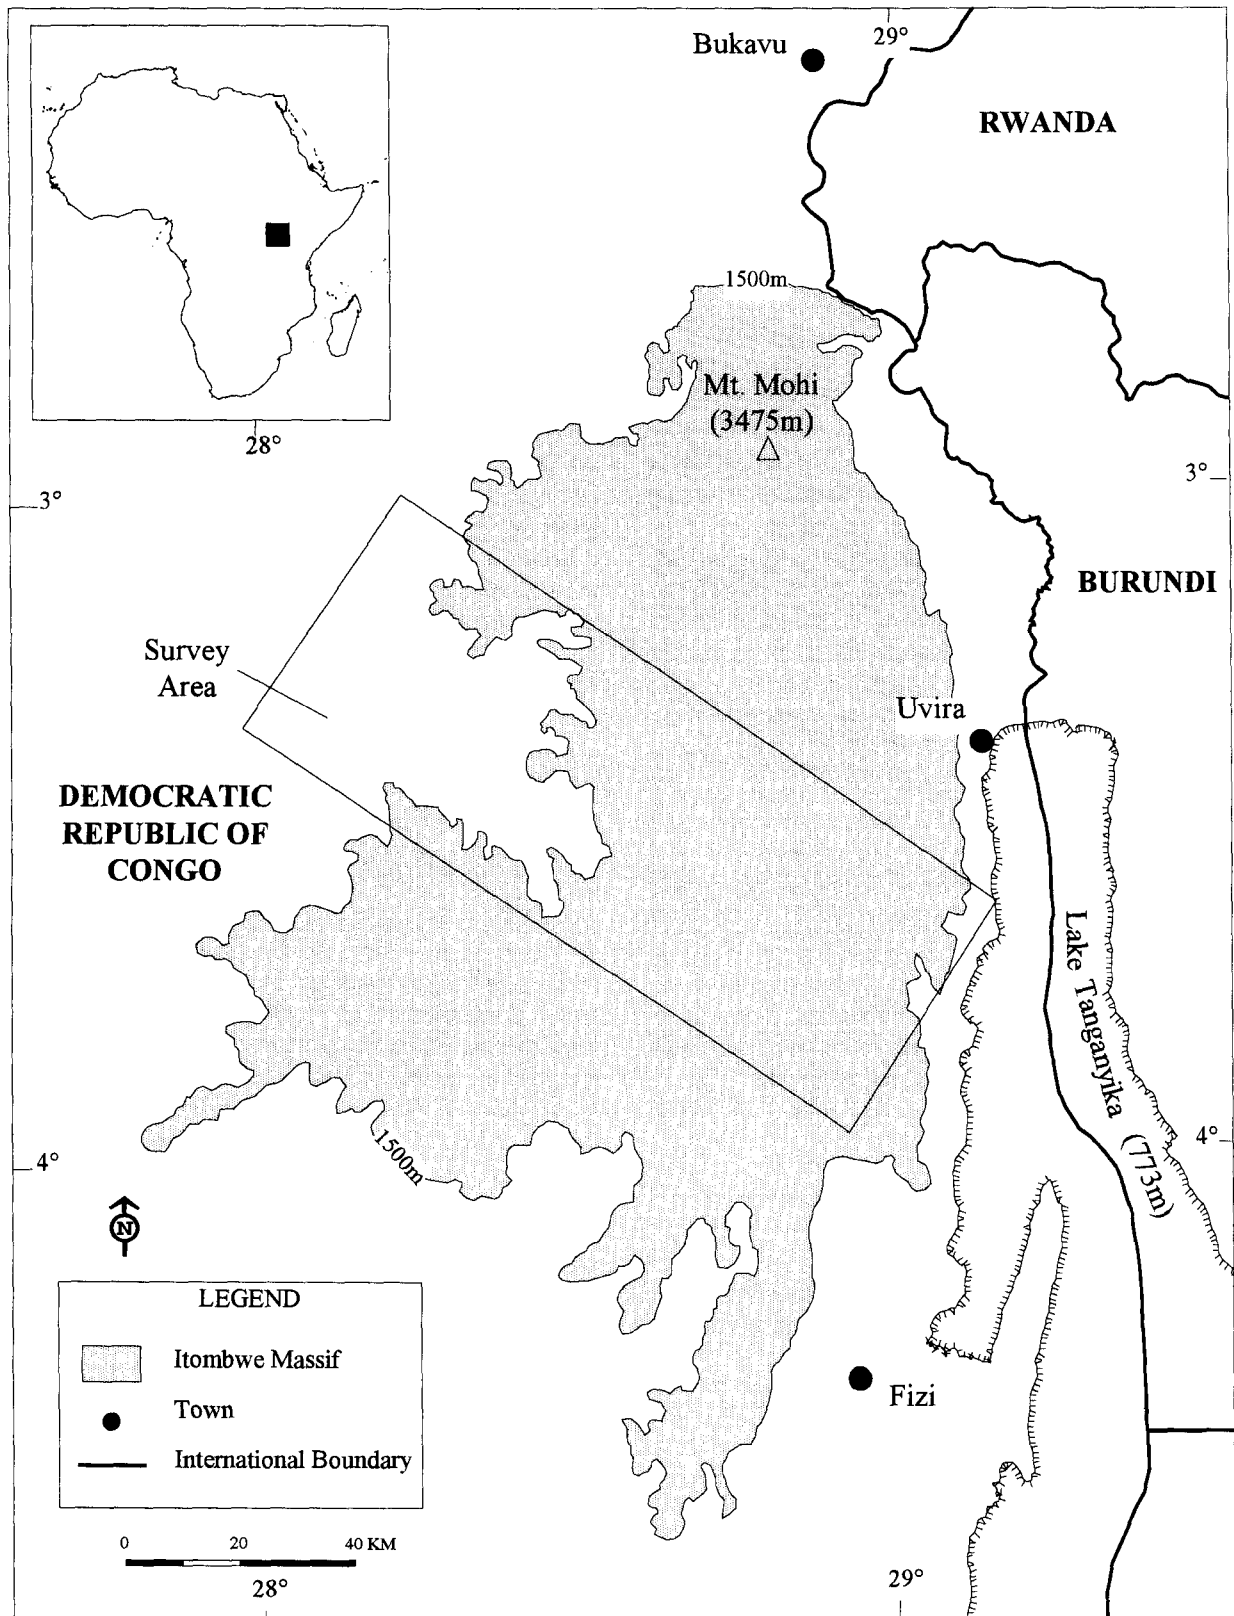 Bukavu
29°
RWANDA
1500m
Mt. Mohi
(3475m)
28°
3°
3°
BURUNDI
Survey
Area
Uvira
DEMOCRATIC
REPUBLIC OF
CONGO
Lake Tanganyika (773m)
1500m
4°
4°
N
LEGEND
Itombwe Massif
Town
International Boundary
Fizi
0 20 40 KM
28°
29°